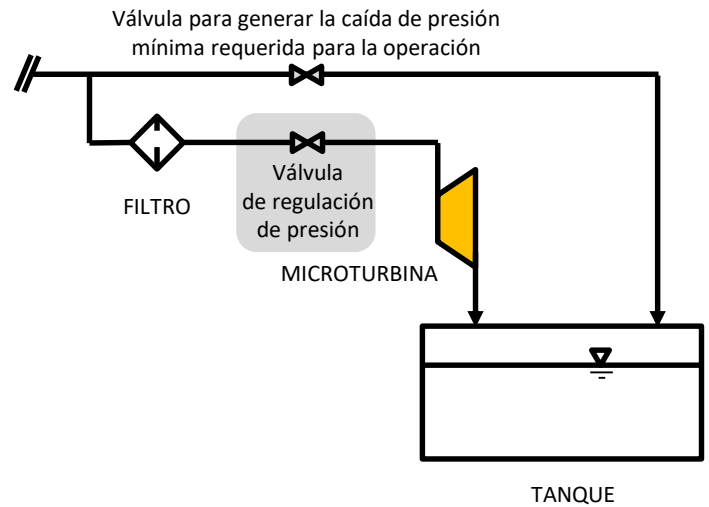 Válvula para generar la caída de presión
mínima requerida para la operación
FILTRO
Válvula
de regulación
de presión
MICROTURBINA
TANQUE